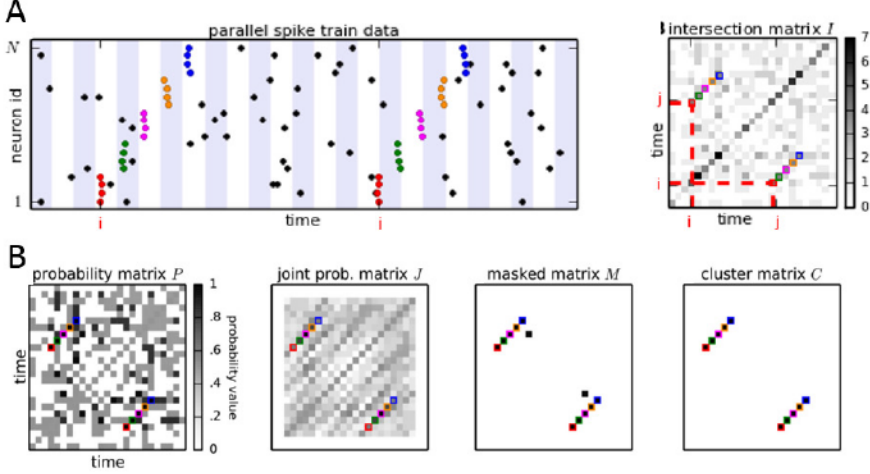 A
parallel spike train data
N
neuron id
1
time
i
j
intersection matrix I
7
6
5
4
3
2
1
0
time
j
i
time
i
j
B
probability matrix P
time
time
1
.8
.6
.4
.2
0
probability value
joint prob. matrix J
masked matrix M
cluster matrix C